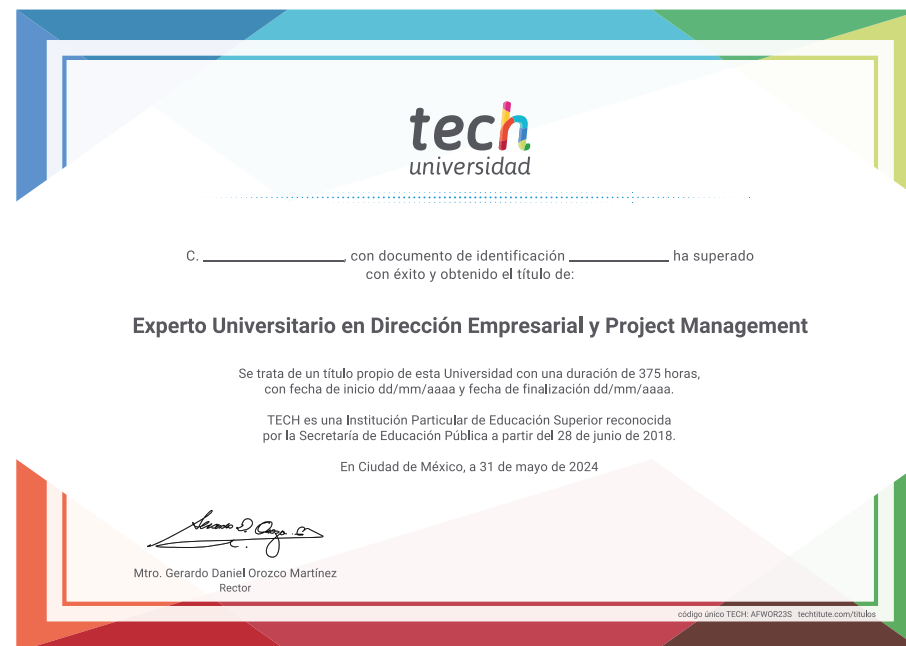 tech
universidad
C. ____________________, con documento de identificación ______________ ha superado
con éxito y obtenido el título de:
Experto Universitario en Dirección Empresarial y Project Management
Se trata de un título propio de esta Universidad con una duración de 375 horas,
con fecha de inicio dd/mm/aaaa y fecha de finalización dd/mm/aaaa.
TECH es una Institución Particular de Educación Superior reconocida
por la Secretaría de Educación Pública a partir del 28 de junio de 2018.
En Ciudad de México, a 31 de mayo de 2024
Mtro. Gerardo Daniel Orozco Martínez
Rector
código único TECH: AFWOR23S techtitute.com/titulos